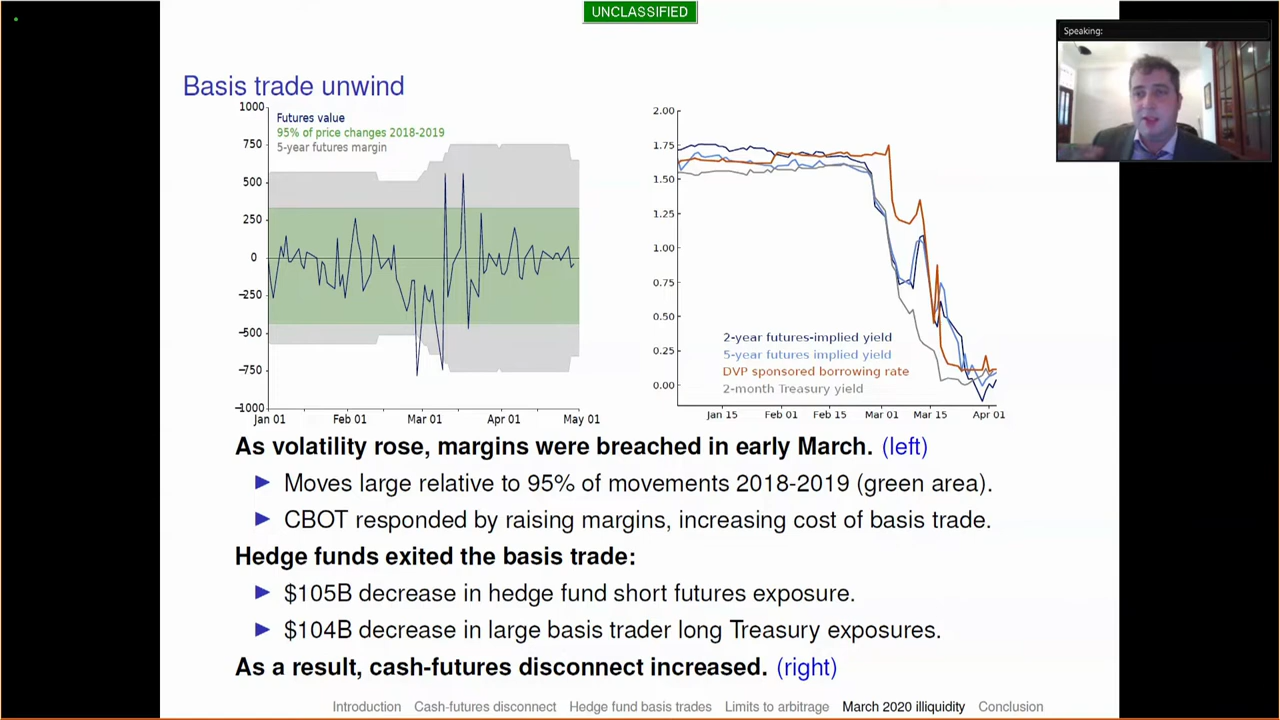 UNCLASSIFIED
Speaking:
Basis trade unwind
1000
750
500
250
0
−250
−500
−750
−1000
Futures value
95% of price changes 2018-2019
5-year futures margin
Jan 01 Feb 01 Mar 01 Apr 01 May 01
2.00
1.75
1.50
1.25
1.00
0.75
0.50
0.25
0.00
2-year futures-implied yield
5-year futures implied yield
DVP sponsored borrowing rate
2-month Treasury yield
Jan 15 Feb 01 Feb 15 Mar 01 Mar 15 Apr 01
As volatility rose, margins were breached in early March. (left)
► Moves large relative to 95% of movements 2018-2019 (green area).
► CBOT responded by raising margins, increasing cost of basis trade.
Hedge funds exited the basis trade:
► $105B decrease in hedge fund short futures exposure.
► $104B decrease in large basis trader long Treasury exposures.
As a result, cash-futures disconnect increased. (right)
Introduction Cash-futures disconnect Hedge fund basis trades Limits to arbitrage March 2020 illiquidity Conclusion